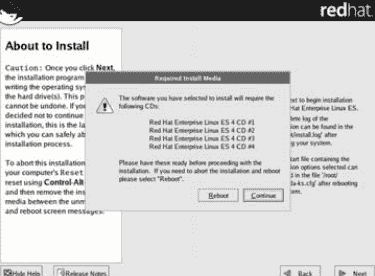 redhat.
About to Install
Caution: Once you click Next,
the installation program
writing the operating sy
the hard drive(s). This p
cannot be undone. If you
decided not to continue
installation, this is the la
which you can safely ab
installation process.
To abort this installation
your computer's Reset
reset using Control-Alt
and then remove the ins
media between the unm
and reboot screen messages.
Required Install Media
The software you have selected to install will require the
following CDs:
Red Hat Enterprise Linux ES 4 CD #1
Red Hat Enterprise Linux ES 4 CD #2
Red Hat Enterprise Linux ES 4 CD #3
Red Hat Enterprise Linux ES 4 CD #4
Please have these ready before proceeding with the
installation. If you need to abort the installation and reboot
please select "Reboot".
Reboot
Continue
ext to begin installation
Hat Enterprise Linux ES.
lete log of the
ion can be found in the
ot/install.log' after
your system.
tart file containing the
ion options selected can
d in the file '/root/
da-ks.cfg' after rebooting
em.
Hide Help
Release Notes
Back
Next